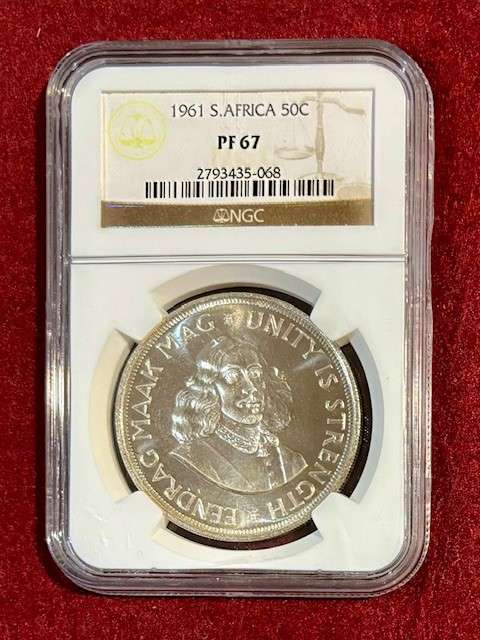 1961 S.AFRICA 50C
PF 67
2793435-068
NGC
EENDRAG MAAK MAG * UNITY IS STRENGTH *